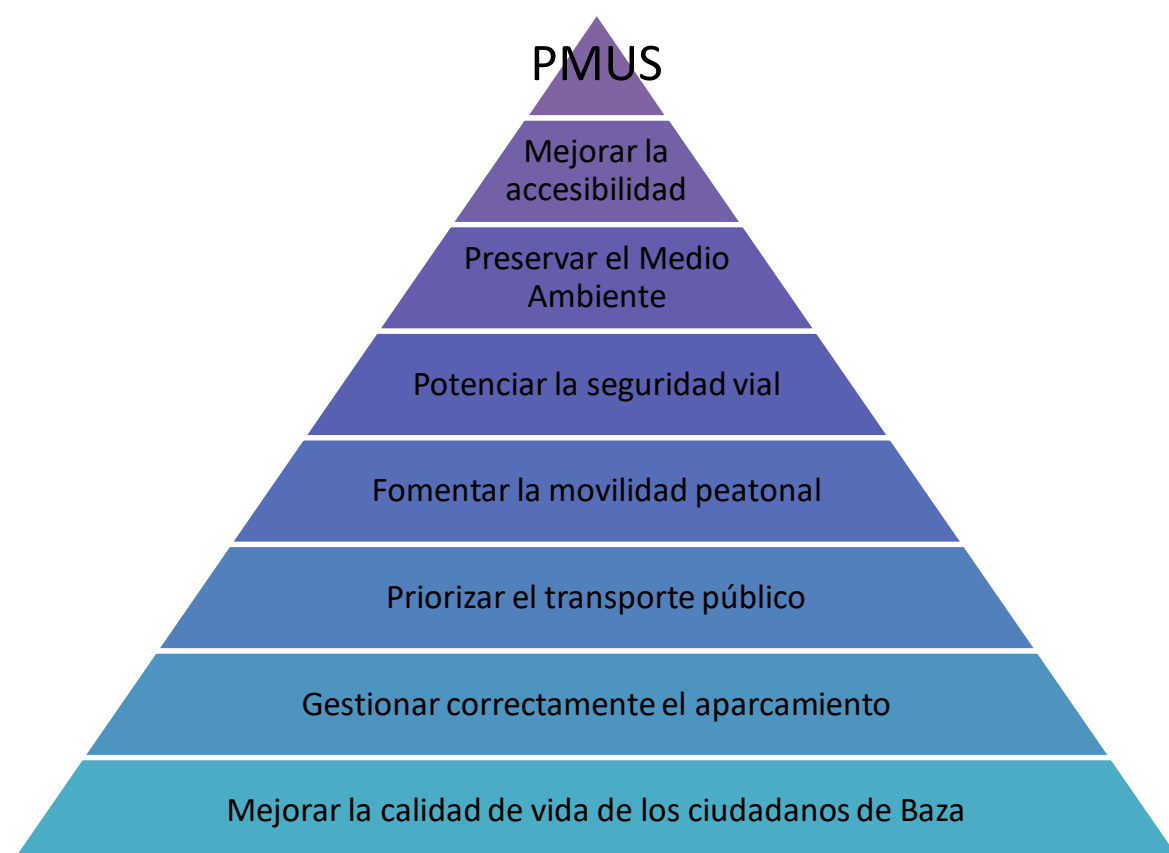 PMUS
Mejorar la
accesibilidad
Preservar el Medio
Ambiente
Potenciar la seguridad vial
Fomentar la movilidad peatonal
Priorizar el transporte público
Gestionar correctamente el aparcamiento
Mejorar la calidad de vida de los ciudadanos de Baza